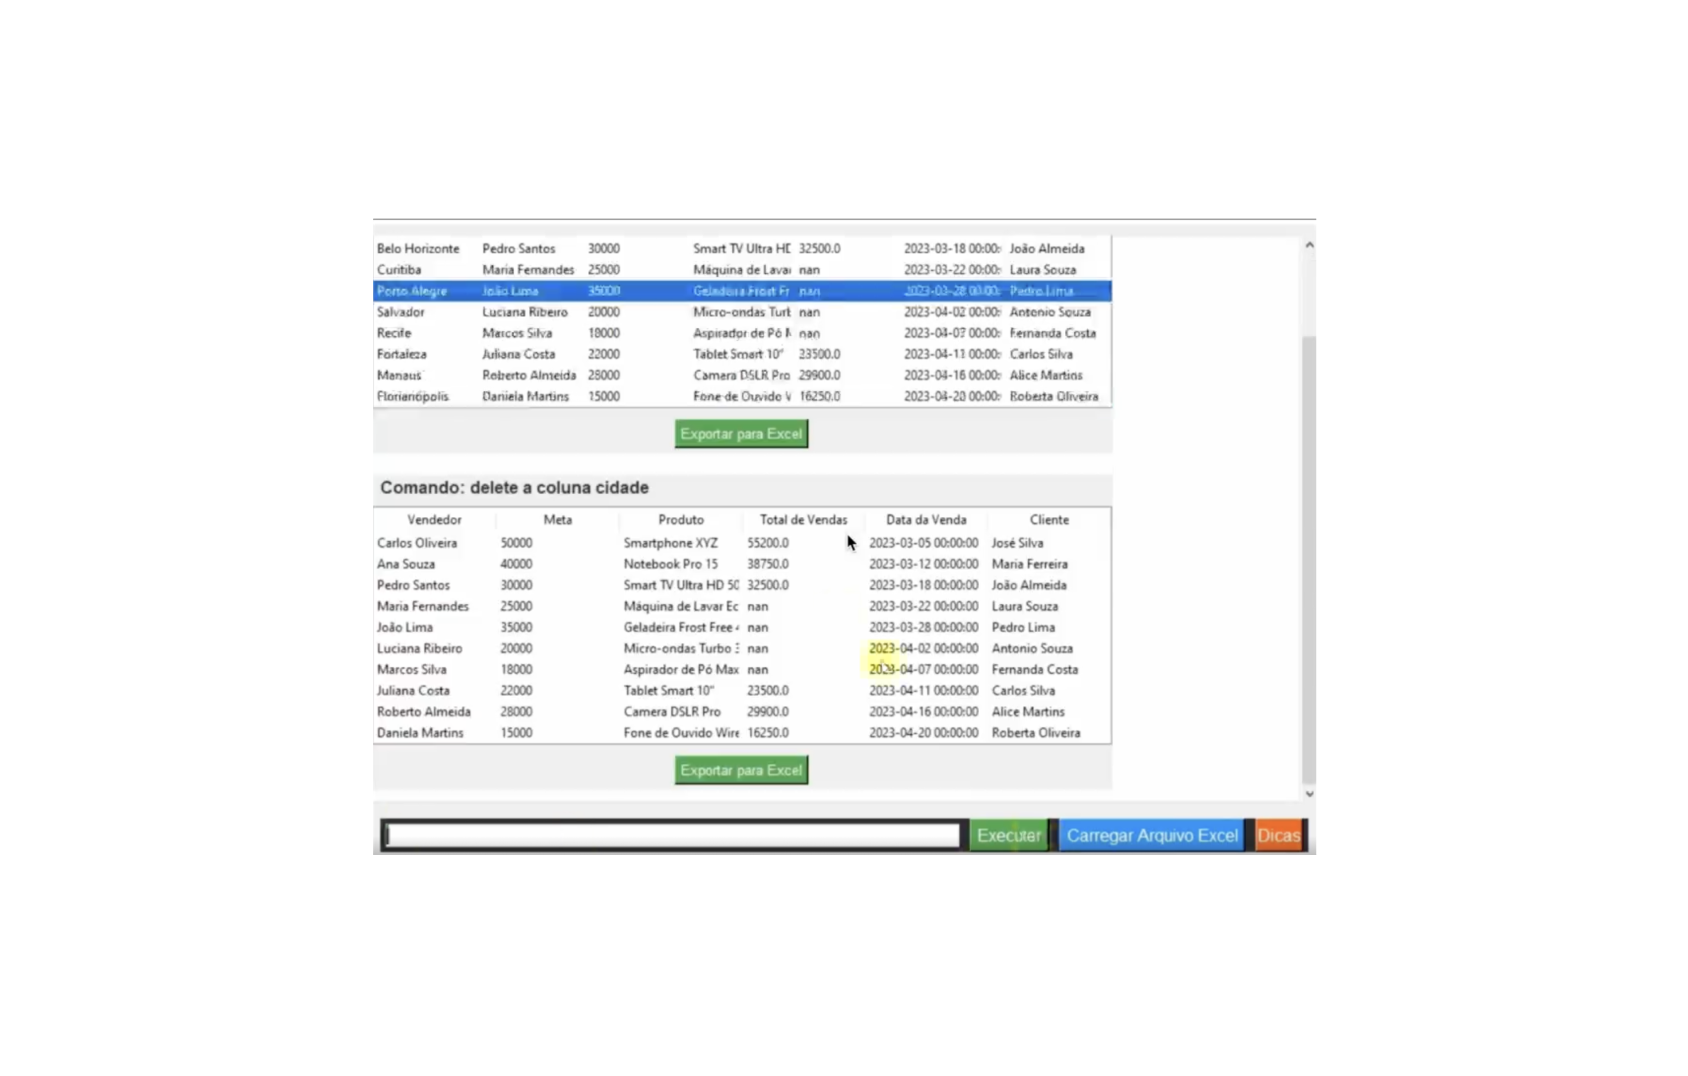 Belo Horizonte Pedro Santos 30000 Smart TV Ultra HD 32500.0 2023-03-18 00:00: João Almeida
Curitiba Maria Fernandes 25000 Máquina de Lava nan 2023-03-22 00:00: Laura Souza
Porto Alegre João Lima 35000 Geladeira Frost Fr nan 2023-03-28 00:00: Pedro Lima
Salvador Luciana Ribeiro 20000 Micro-ondas Turl nan 2023-04-02 00:00: Antonio Souza
Recife Marcos Silva 18000 Aspirador de Pó nan 2023-04-07 00:00: Fernanda Costa
Fortaleza Juliana Costa 22000 Tablet Smart 10" 23500.0 2023-04-11 00:00: Carlos Silva
Manaus Roberto Almeida 28000 Camera DSLR Pro 29900.0 2023-04-16 00:00: Alice Martins
Florianópolis Daniela Martins 15000 Fone de Ouvido 16250.0 2023-04-20 00:00: Roberta Oliveira
Exportar para Excel
Comando: delete a coluna cidade
Vendedor Meta Produto Total de Vendas Data da Venda Cliente
Carlos Oliveira 50000 Smartphone XYZ 55200.0 2023-03-05 00:00:00 José Silva
Ana Souza 40000 Notebook Pro 15 38750.0 2023-03-12 00:00:00 Maria Ferreira
Pedro Santos 30000 Smart TV Ultra HD 50 32500.0 2023-03-18 00:00:00 João Almeida
Maria Fernandes 25000 Máquina de Lavar Ec nan 2023-03-22 00:00:00 Laura Souza
João Lima 35000 Geladeira Frost Free nan 2023-03-28 00:00:00 Pedro Lima
Luciana Ribeiro 20000 Micro-ondas Turbo nan 2023-04-02 00:00:00 Antonio Souza
Marcos Silva 18000 Aspirador de Pó Max nan 2023-04-07 00:00:00 Fernanda Costa
Juliana Costa 22000 Tablet Smart 10" 23500.0 2023-04-11 00:00:00 Carlos Silva
Roberto Almeida 28000 Camera DSLR Pro 29900.0 2023-04-16 00:00:00 Alice Martins
Daniela Martins 15000 Fone de Ouvido Wire 16250.0 2023-04-20 00:00:00 Roberta Oliveira
Exportar para Excel
Executar Carregar Arquivo Excel Dicas